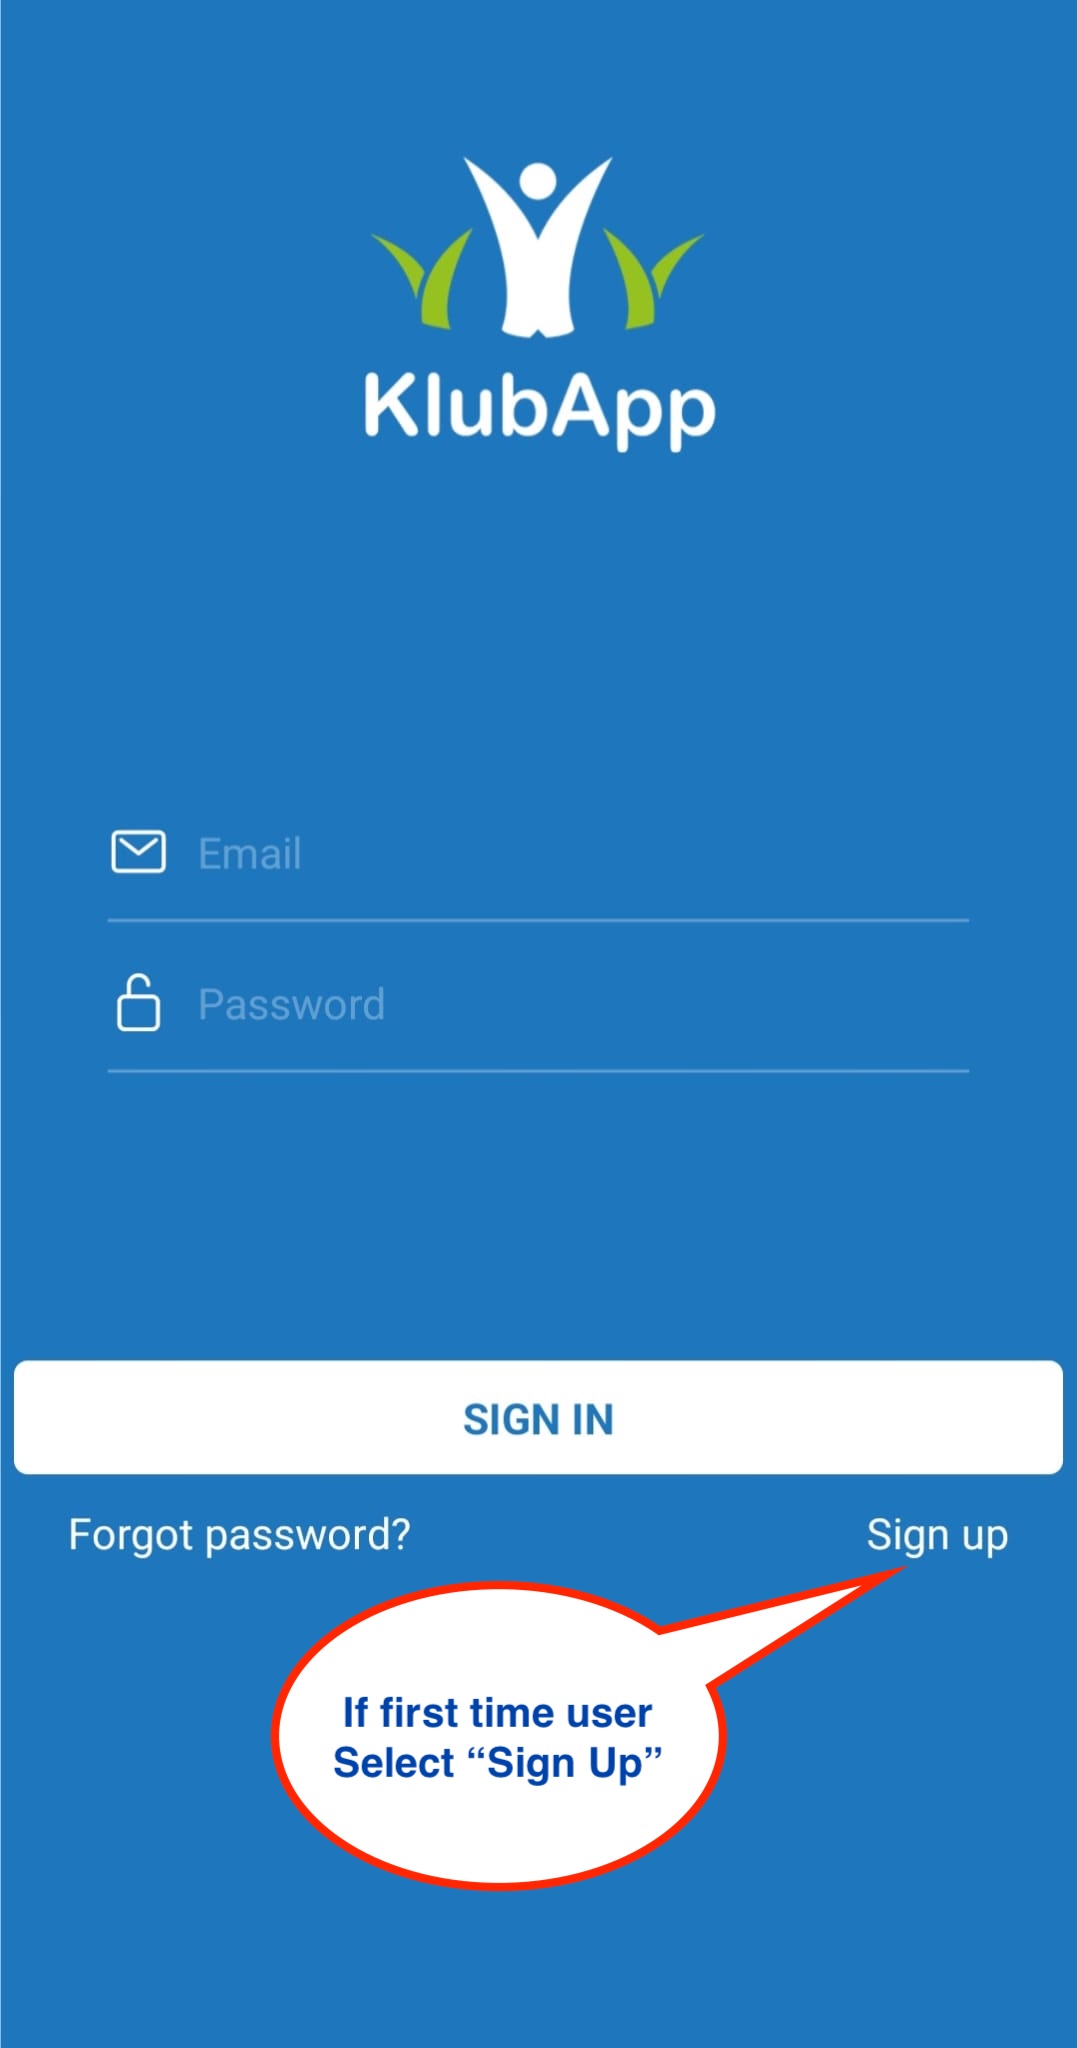 KlubApp
Email
Password
SIGN IN
Forgot password?
Sign up
If first time user
Select “Sign Up”